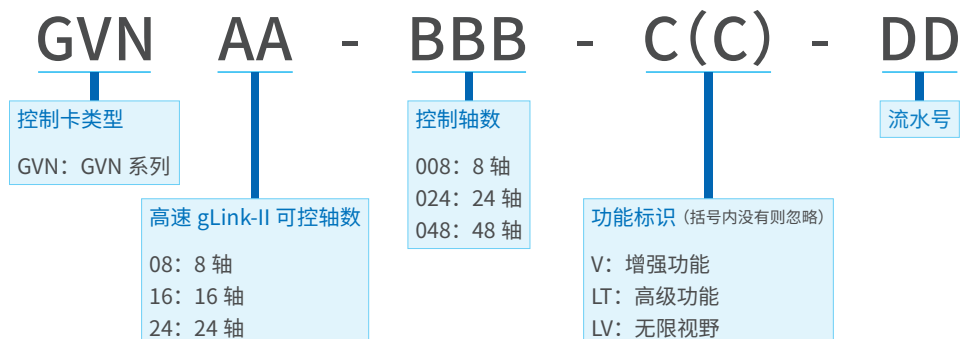 GVN AA - BBB - C(C) - DD
控制卡类型
GVN：GVN 系列
高速 gLink-II 可控轴数
08：8 轴
16：16 轴
24：24 轴
控制轴数
008：8 轴
024：24 轴
048：48 轴
功能标识（括号内没有则忽略）
V：增强功能
LT：高级功能
LV：无限视野
流水号